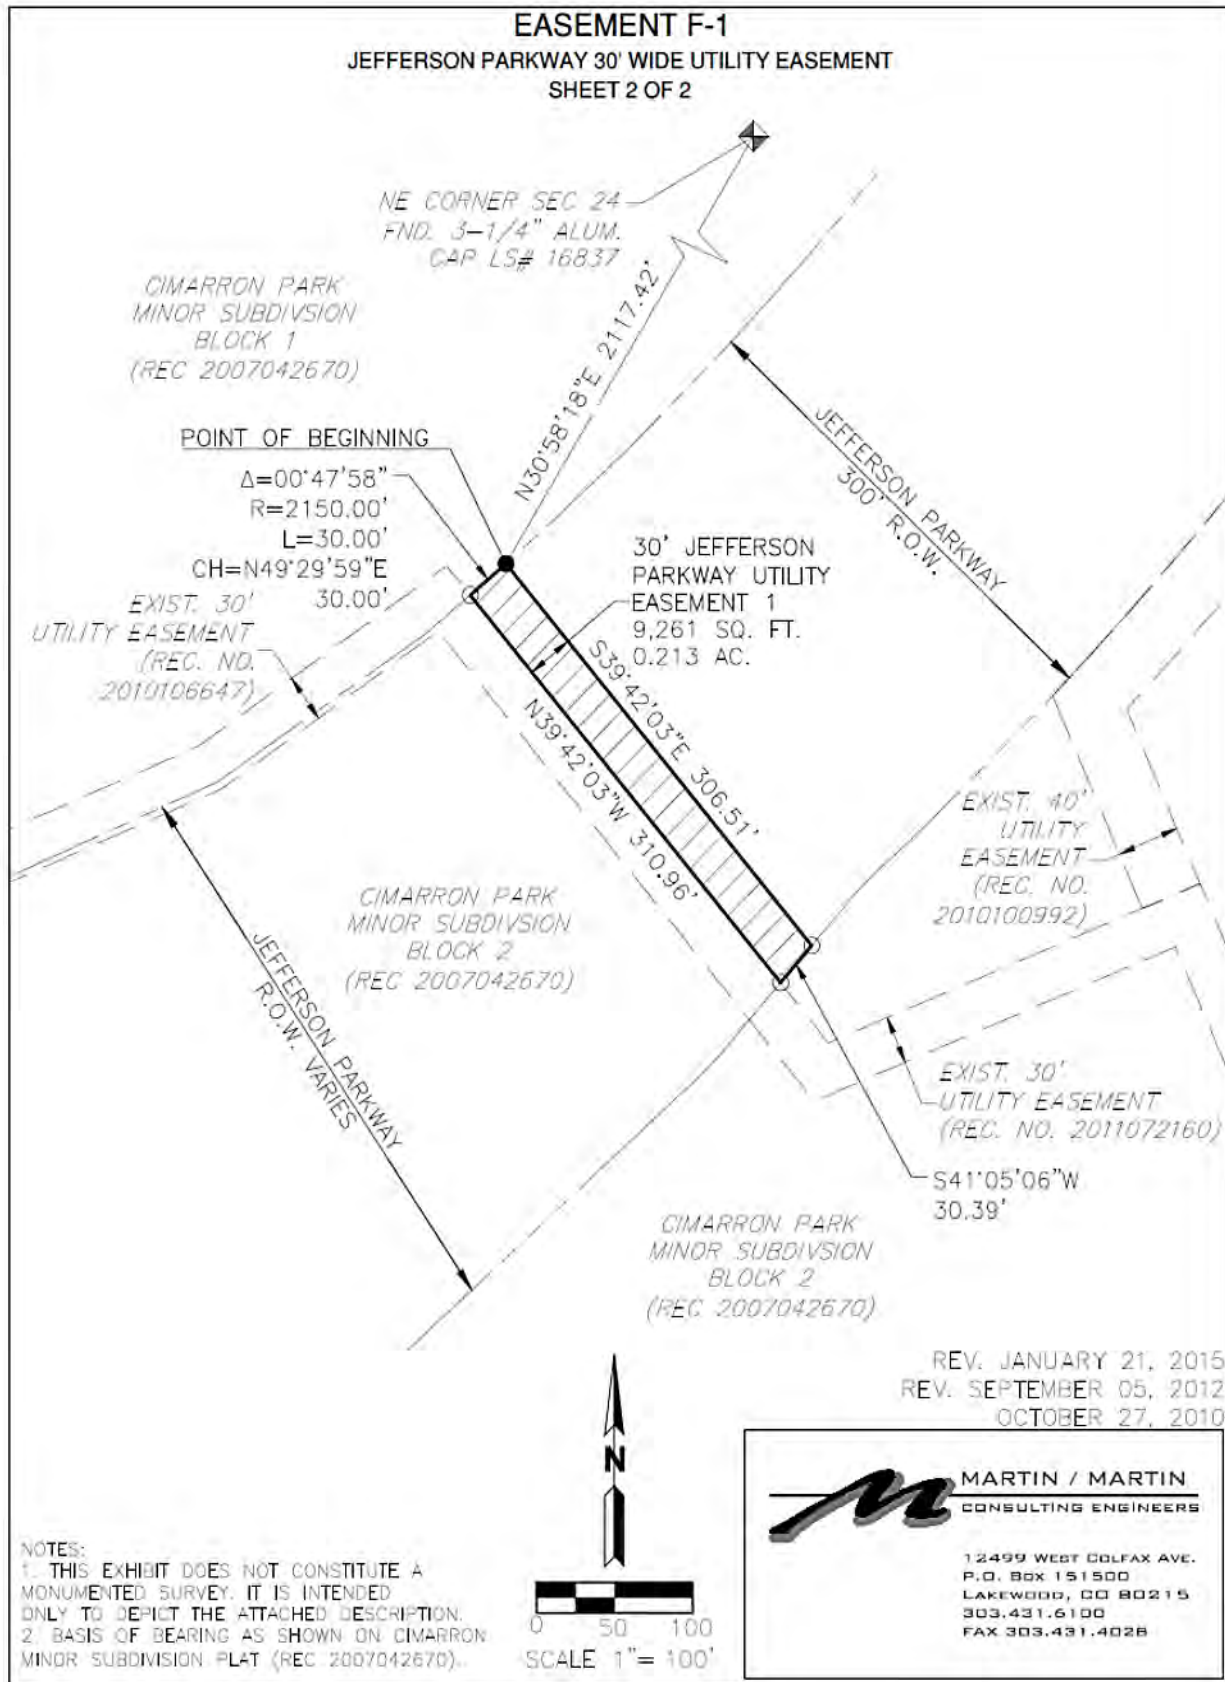 EASEMENT F-1
JEFFERSON PARKWAY 30' WIDE UTILITY EASEMENT
SHEET 2 OF 2
NE CORNER SEC 24
FND. 3-1/4" ALUM.
CAP LS# 16837
CIMARRON PARK
MINOR SUBDIVSION
BLOCK 1
(REC 2007042670)
N30°58'18"E 2117.42'
POINT OF BEGINNING
Δ=00°47'58"
R=2150.00'
L=30.00'
CH=N49°29'59"E
30.00'
EXIST. 30'
UTILITY EASEMENT
(REC. NO.
2010106647)
30' JEFFERSON
PARKWAY UTILITY
EASEMENT 1
9,261 SQ. FT.
0.213 AC.
JEFFERSON PARKWAY
300' R.O.W.
S39°42'03"E 306.51'
N39°42'03"W 310.96'
EXIST. 40'
UTILITY
EASEMENT
(REC. NO.
2010100992)
CIMARRON PARK
MINOR SUBDIVSION
BLOCK 2
(REC 2007042670)
JEFFERSON PARKWAY
R.O.W. VARIES
EXIST. 30'
UTILITY EASEMENT
(REC. NO. 2011072160)
S41°05'06"W
30.39'
CIMARRON PARK
MINOR SUBDIVSION
BLOCK 2
(REC 2007042670)
REV. JANUARY 21, 2015
REV. SEPTEMBER 05, 2012
OCTOBER 27, 2010
N
0 50 100
SCALE 1"= 100'
NOTES:
1. THIS EXHIBIT DOES NOT CONSTITUTE A
MONUMENTED SURVEY. IT IS INTENDED
ONLY TO DEPICT THE ATTACHED DESCRIPTION.
2. BASIS OF BEARING AS SHOWN ON CIMARRON
MINOR SUBDIVISION PLAT (REC 2007042670).
MARTIN / MARTIN
CONSULTING ENGINEERS
12499 WEST COLFAX AVE.
P.O. BOX 151500
LAKEWOOD, CO 80215
303.431.6100
FAX 303.431.4028